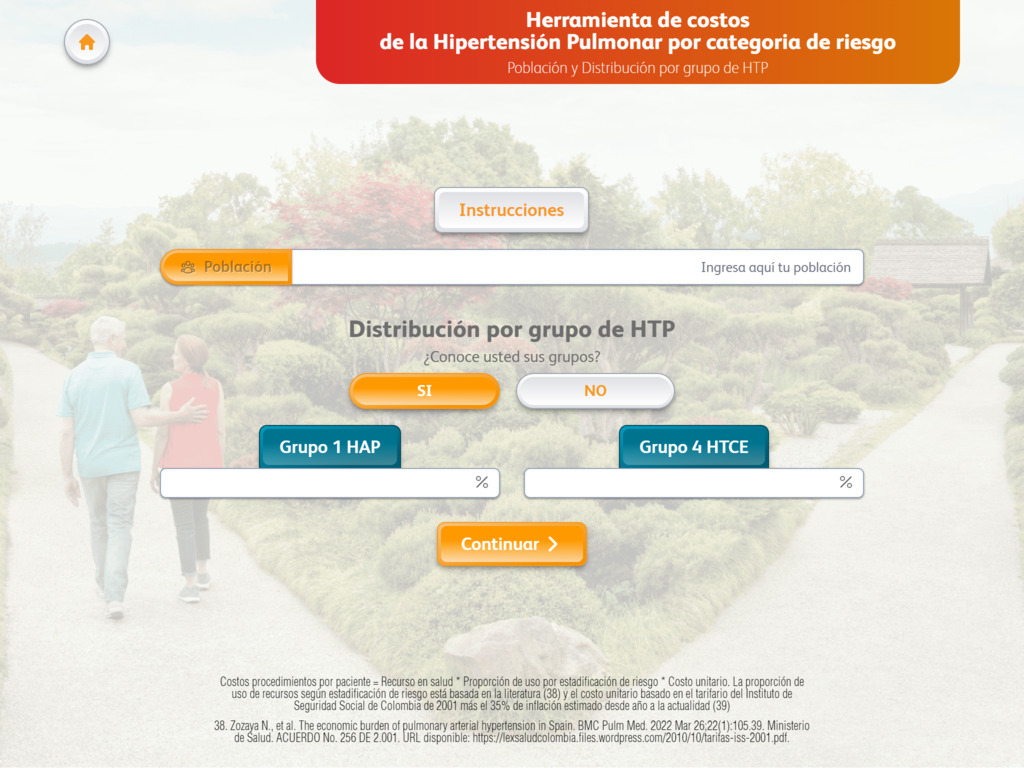 Herramienta de costos
de la Hipertensión Pulmonar por categoria de riesgo
Población y Distribución por grupo de HTP
Instrucciones
Población
Ingresa aquí tu población
Distribución por grupo de HTP
¿Conoce usted sus grupos?
SI
NO
Grupo 1 HAP
Grupo 4 HTCE
%
%
Continuar
Costos procedimientos por paciente = Recurso en salud * Proporción de uso por estadificación de riesgo * Costo unitario. La proporción de
uso de recursos según estadificación de riesgo está basada en la literatura (38) y el costo unitario basado en el tarifario del Instituto de
Seguridad Social de Colombia de 2001 más el 35% de inflación estimado desde año a la actualidad (39)
38. Zozaya N., et al. The economic burden of pulmonary arterial hypertension in Spain. BMC Pulm Med. 2022 Mar 26;22(1):105.39. Ministerio
de Salud. ACUERDO No. 256 DE 2.001. URL disponible: https://lexsaludcolombia.files.wordpress.com/2010/10/tarifas-iss-2001.pdf.